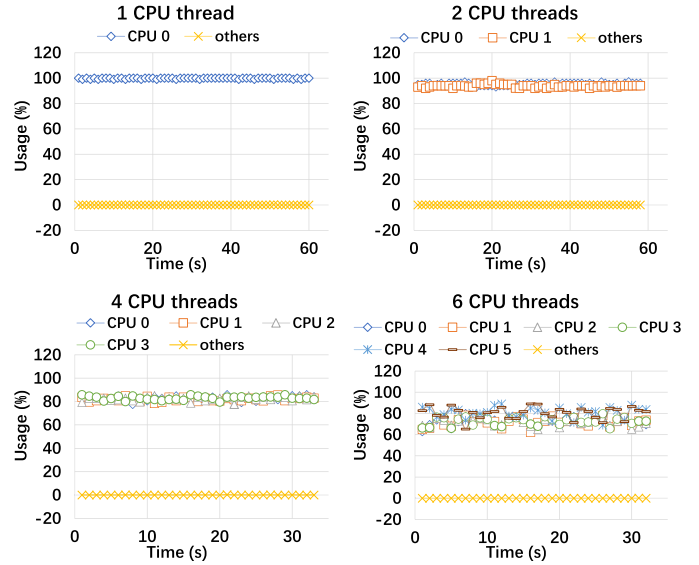 1 CPU thread
CPU 0 others
120
100
80
60
40
20
0
-20
Usage (%)
0 20 40 60
Time (s)
2 CPU threads
CPU 0 CPU 1 others
120
100
80
60
40
20
0
-20
Usage (%)
0 20 40 60
Time (s)
4 CPU threads
CPU 0 CPU 1 CPU 2
CPU 3 others
120
100
80
60
40
20
0
-20
Usage (%)
0 10 20 30
Time (s)
6 CPU threads
CPU 0 CPU 1 CPU 2 CPU 3
CPU 4 CPU 5 others
120
100
80
60
40
20
0
-20
Usage (%)
0 10 20 30
Time (s)